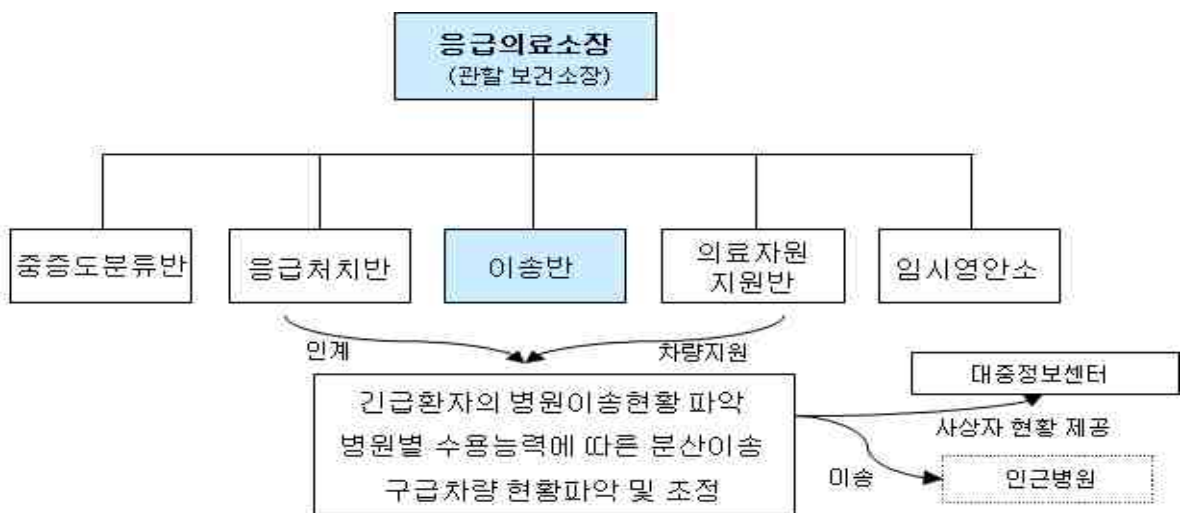 응급의료소장
(관할 보건소장)
중증도분류반
응급처치반
이송반
의료자원
지원반
임시영안소
인계
차량지원
긴급환자의 병원이송현황 파악
병원별 수용능력에 따른 분산이송
구급차량 현황파악 및 조정
대중정보센터
사상자 현황 제공
이송
인근병원